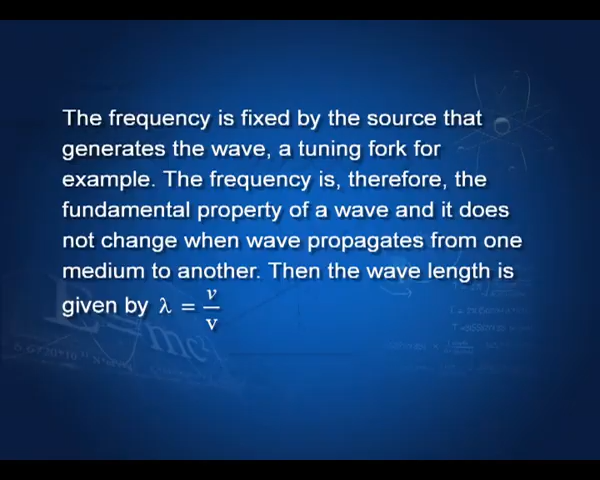 The frequency is fixed by the source that
generates the wave, a tuning fork for
example. The frequency is, therefore, the
fundamental property of a wave and it does
not change when wave propagates from one
medium to another. Then the wave length is
given by λ = v/v
E=mc²